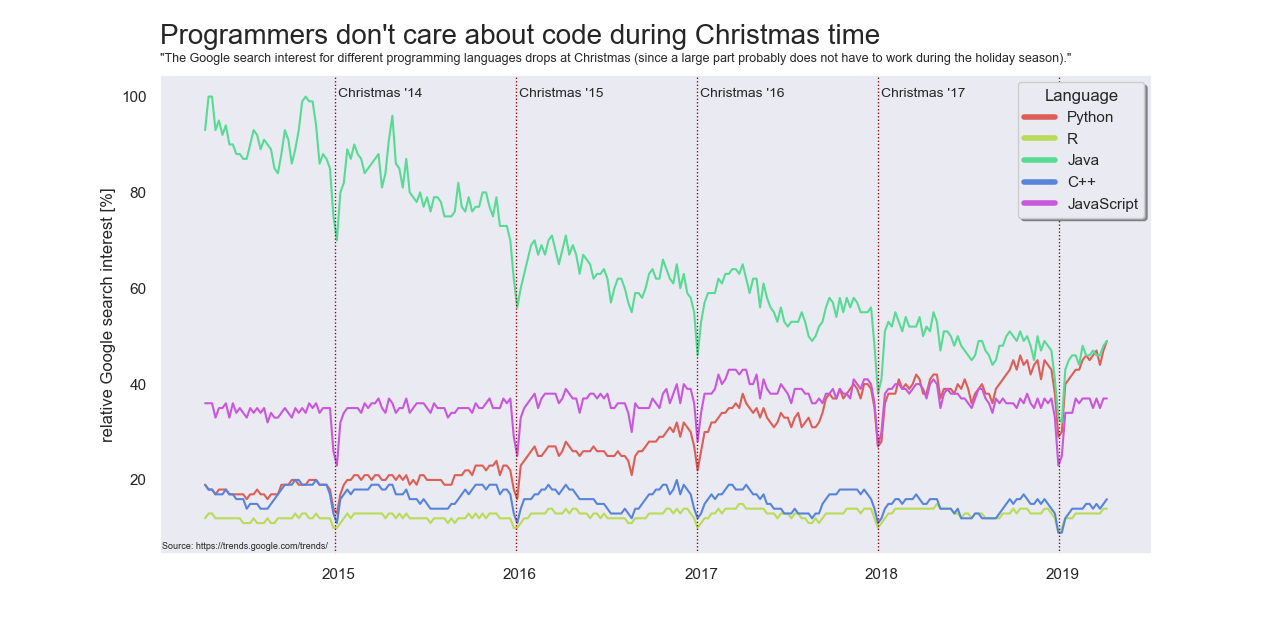 Programmers don't care about code during Christmas time
"The Google search interest for different programming languages drops at Christmas (since a large part probably does not have to work during the holiday season)."
relative Google search interest [%]
100
80
60
40
20
Christmas '14
Christmas '15
Christmas '16
Christmas '17
Language
Python
R
Java
C++
JavaScript
Source: https://trends.google.com/trends/
2015
2016
2017
2018
2019